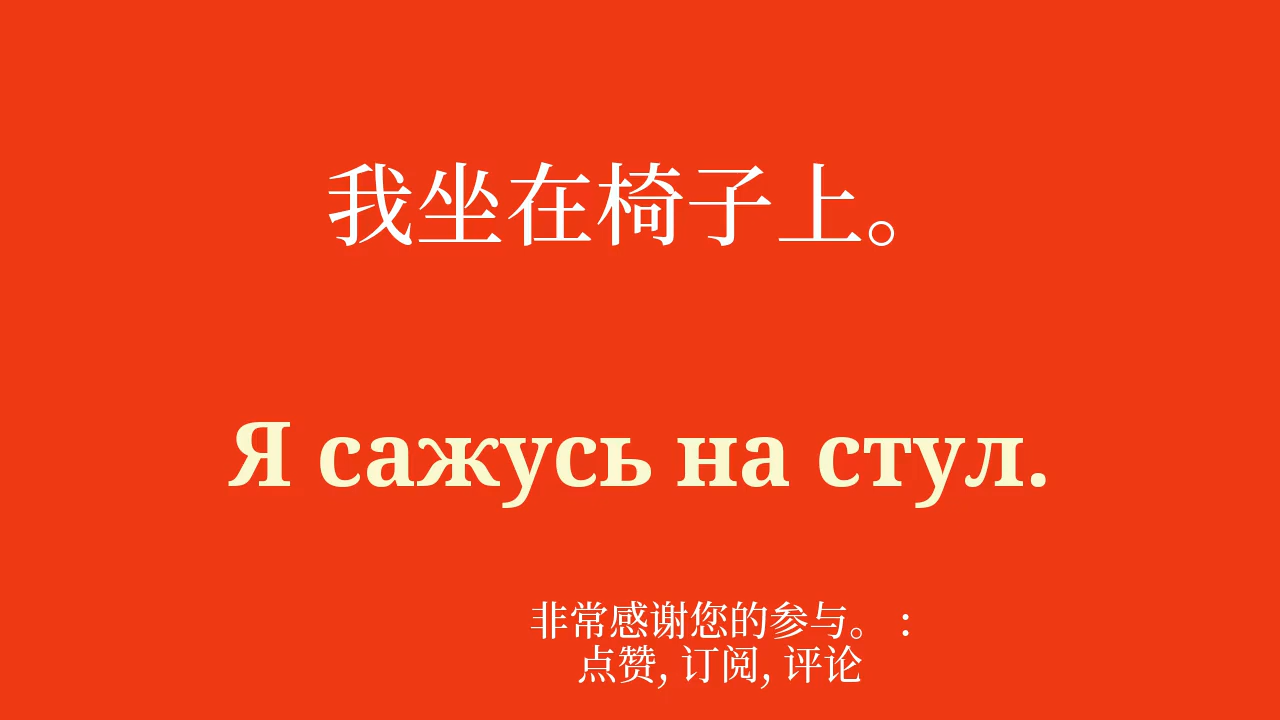 我坐在椅子上。
Я сажусь на стул.
非常感谢您的参与。 :
点赞, 订阅, 评论